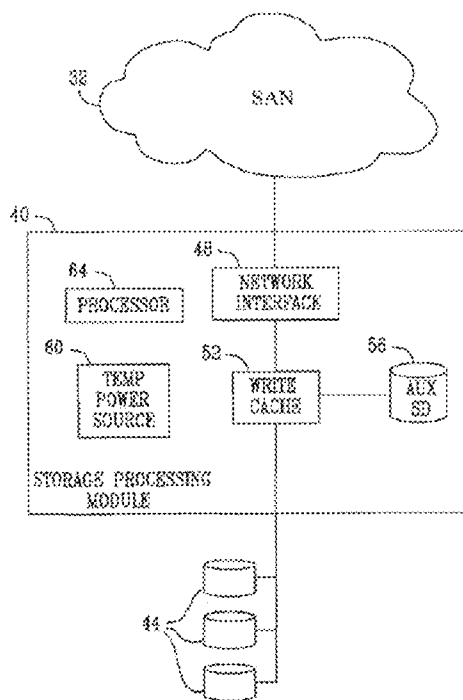 32
SAN
40
64
48
PROCESSOR
NETWORK
INTERFACE
60
52
56
TEMP
POWER
SOURCE
WRITE
CACHE
AUX
SD
STORAGE PROCESSING
MODULE
44